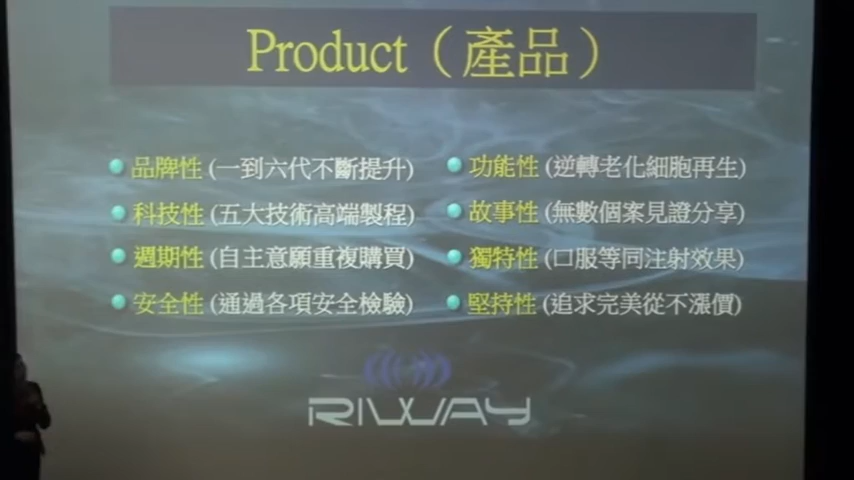 Product（產品）
品牌性 (一到六代不斷提升)
科技性 (五大技術高端製程)
週期性 (自主意願重複購買)
安全性 (通過各項安全檢驗)
功能性 (逆轉老化細胞再生)
故事性 (無數個案見證分享)
獨特性 (口服等同注射效果)
堅持性 (追求完美從不漲價)
RIWAY